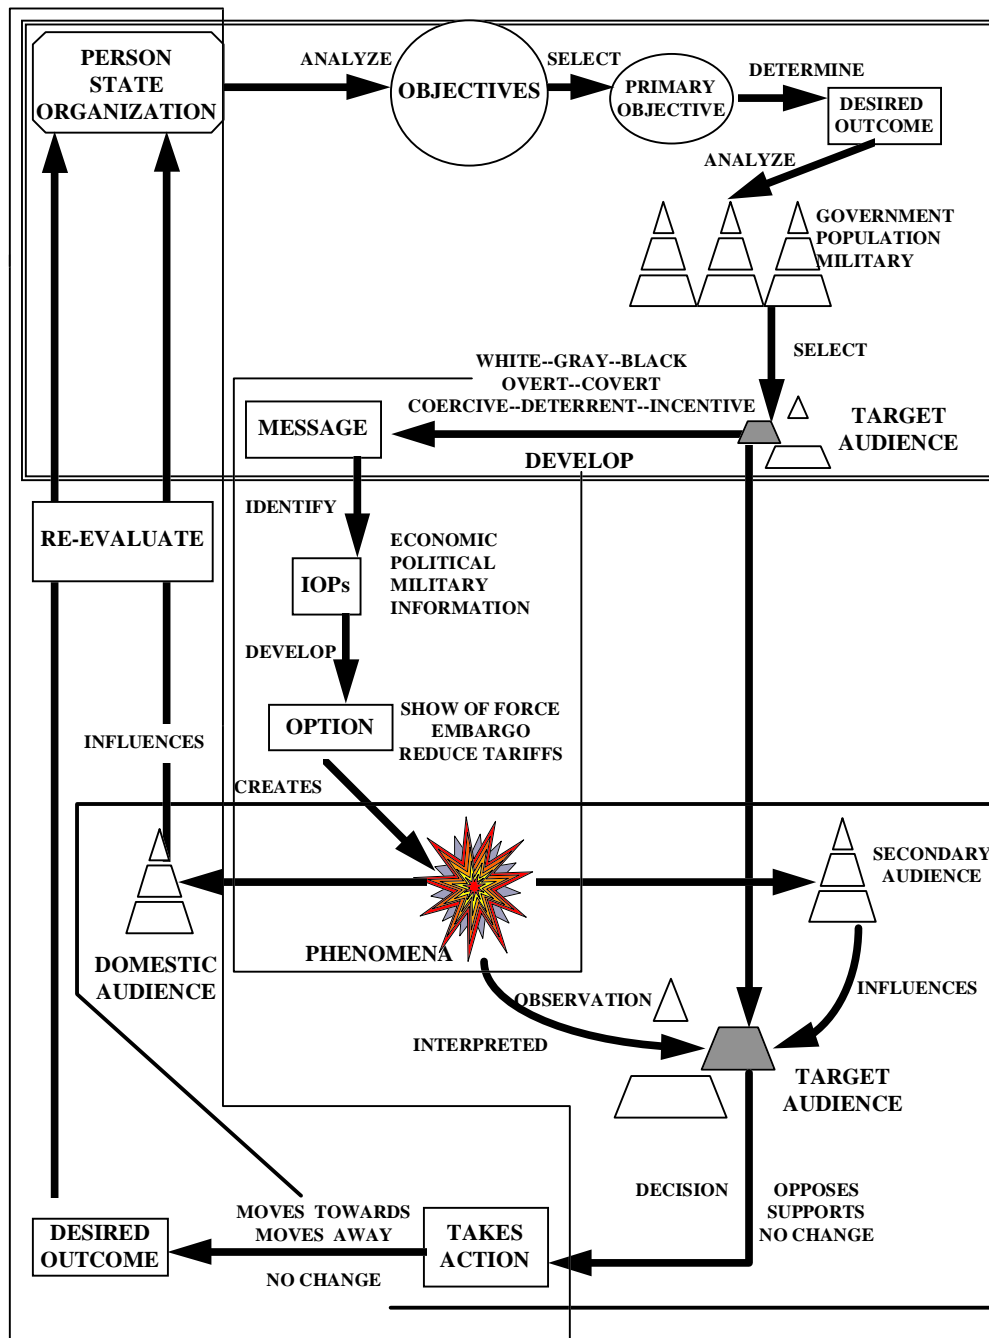 PERSON
STATE
ORGANIZATION
ANALYZE
OBJECTIVES
SELECT
PRIMARY
OBJECTIVE
DETERMINE
DESIRED
OUTCOME
ANALYZE
GOVERNMENT
POPULATION
MILITARY
SELECT
WHITE--GRAY--BLACK
OVERT--COVERT
COERCIVE--DETERRENT--INCENTIVE
TARGET
AUDIENCE
MESSAGE
DEVELOP
IDENTIFY
RE-EVALUATE
IOPs
ECONOMIC
POLITICAL
MILITARY
INFORMATION
DEVELOP
OPTION
SHOW OF FORCE
EMBARGO
REDUCE TARIFFS
INFLUENCES
CREATES
SECONDARY
AUDIENCE
PHENOMENA
DOMESTIC
AUDIENCE
OBSERVATION
INFLUENCES
INTERPRETED
TARGET
AUDIENCE
DECISION
OPPOSES
SUPPORTS
NO CHANGE
TAKES
ACTION
MOVES TOWARDS
MOVES AWAY
NO CHANGE
DESIRED
OUTCOME